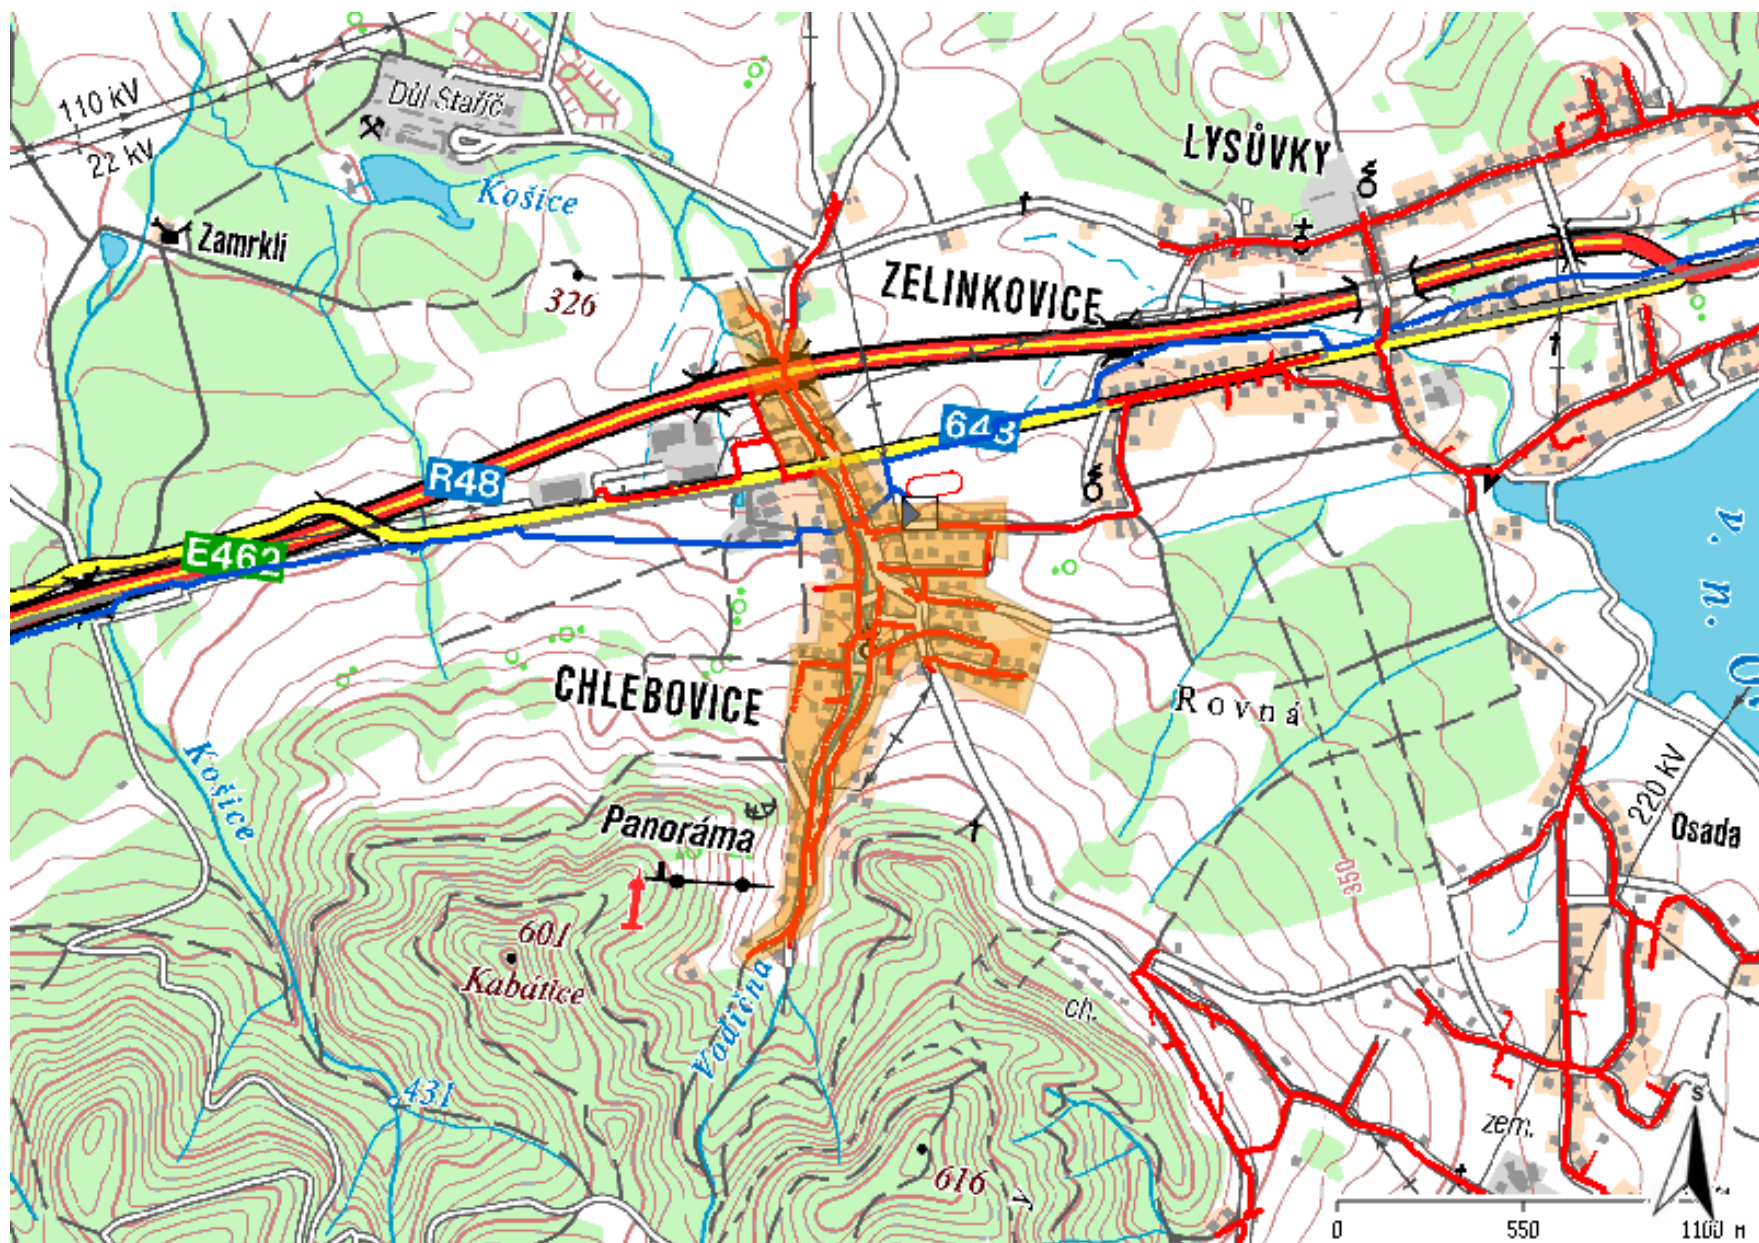 110 kV
22 kV
Důl Staříč
Košice
Zamrkli
326
LYSŮVKY
ZELINKOVICE
643
R48
E462
CHLEBOVICE
Rovná
Košice
Panoráma
601
Kabátice
Vodičná
431
616
ch.
350
220 kV
Osada
zem.
v.
n.
O
S
0
550
1100 м